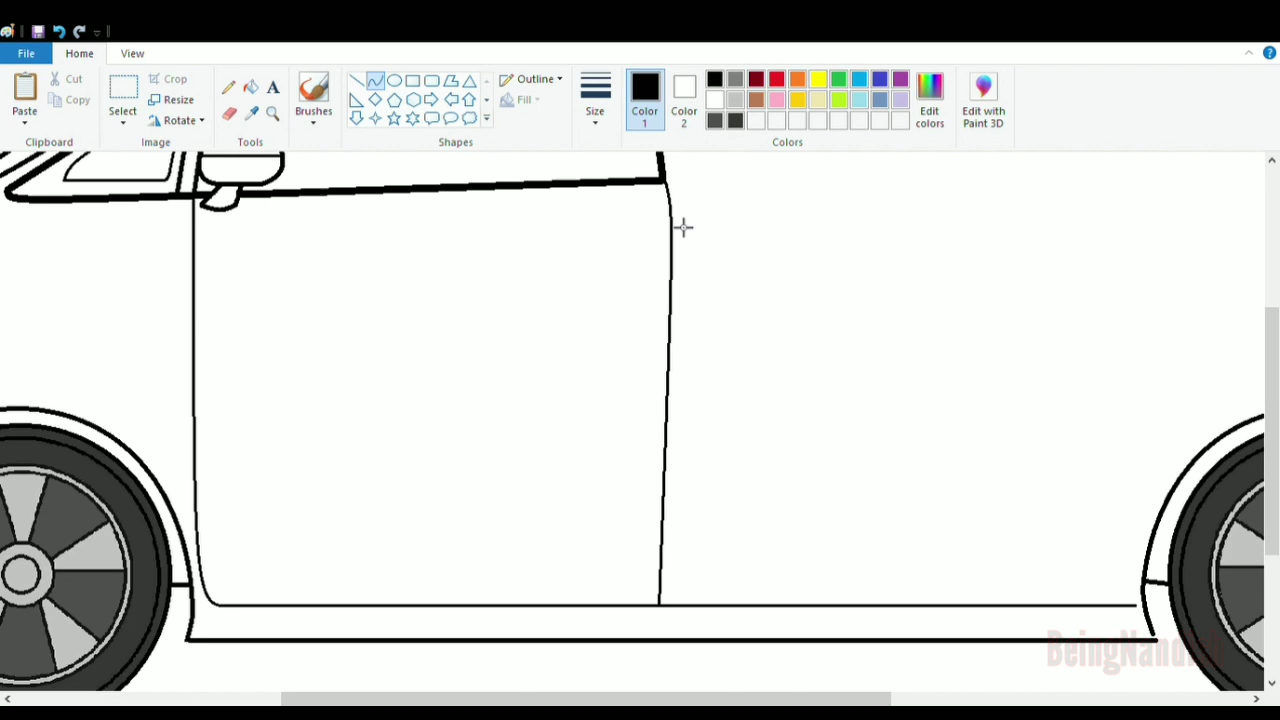 File Home View
Cut
Copy
Paste
Clipboard
Crop
Resize
Rotate
Select
Image
Tools
Brushes
Shapes
Outline
Fill
Size
Color 1
Color 2
Edit colors
Colors
Edit with Paint 3D